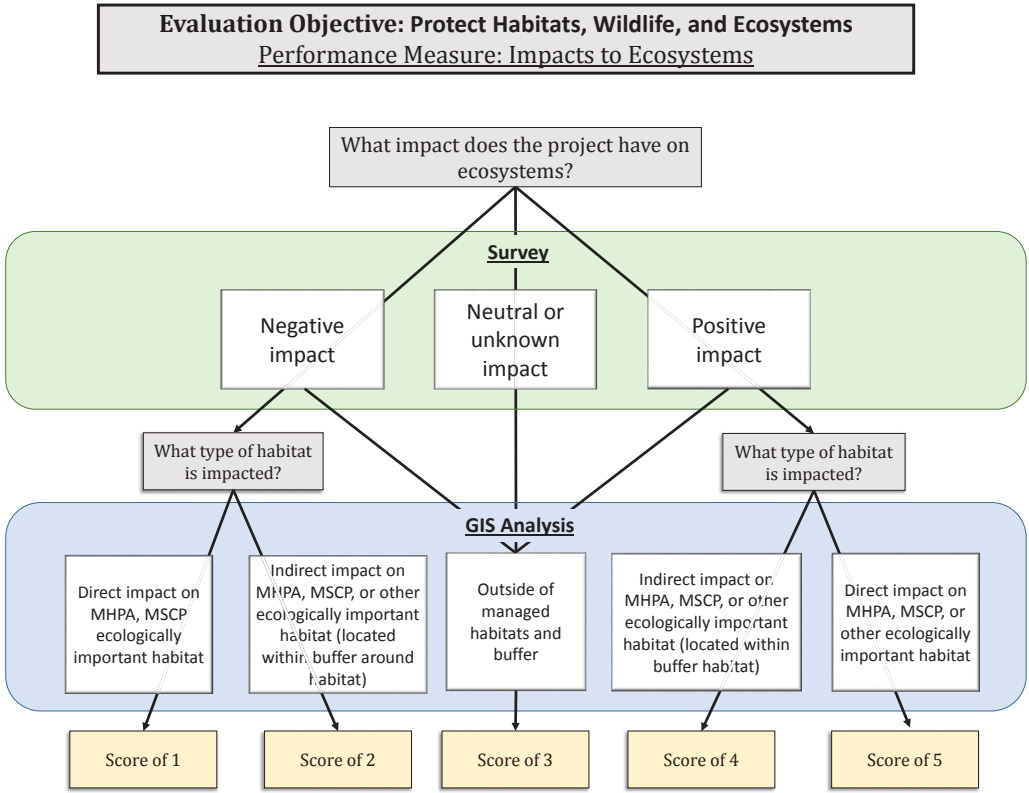 Evaluation Objective: Protect Habitats, Wildlife, and Ecosystems
Performance Measure: Impacts to Ecosystems
What impact does the project have on
ecosystems?
Survey
Negative
impact
Neutral or
unknown
impact
Positive
impact
What type of habitat
is impacted?
What type of habitat
is impacted?
GIS Analysis
Direct impact on
MHPA, MSCP
ecologically
important habitat
Indirect impact on
MHPA, MSCP, or other
ecologically important
habitat (located
within buffer around
habitat)
Outside of
managed
habitats and
buffer
Indirect impact on
MHPA, MSCP, or other
ecologically important
habitat (located within
buffer habitat)
Direct impact on
MHPA, MSCP, or
other ecologically
important habitat
Score of 1
Score of 2
Score of 3
Score of 4
Score of 5